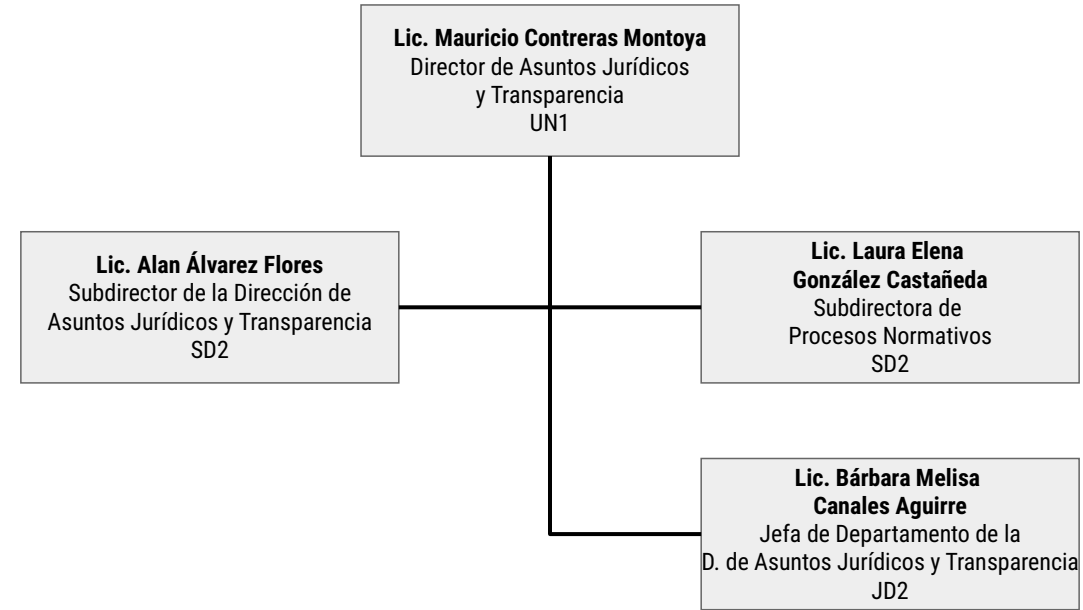 Lic. Mauricio Contreras Montoya
Director de Asuntos Jurídicos
y Transparencia
UN1
Lic. Alan Álvarez Flores
Subdirector de la Dirección de
Asuntos Jurídicos y Transparencia
SD2
Lic. Laura Elena
González Castañeda
Subdirectora de
Procesos Normativos
SD2
Lic. Bárbara Melisa
Canales Aguirre
Jefa de Departamento de la
D. de Asuntos Jurídicos y Transparencia
JD2